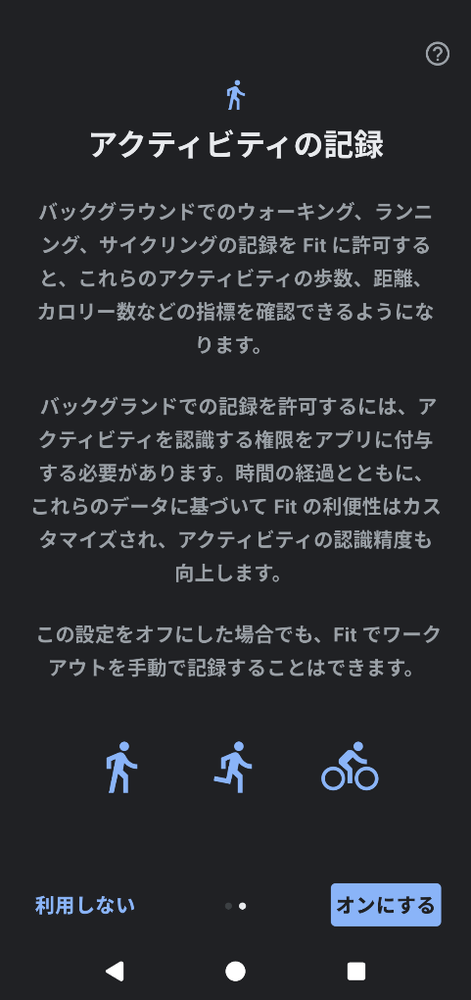 アクティビティの記録
バックグラウンドでのウォーキング、ランニ
ング、サイクリングの記録を Fit に許可する
と、これらのアクティビティの歩数、距離、
カロリー数などの指標を確認できるようにな
ります。
バックグランドでの記録を許可するには、ア
クティビティを認識する権限をアプリに付与
する必要があります。時間の経過とともに、
これらのデータに基づいて Fit の利便性はカス
タマイズされ、アクティビティの認識精度も
向上します。
この設定をオフにした場合でも、Fit でワーク
アウトを手動で記録することはできます。
利用しない
オンにする